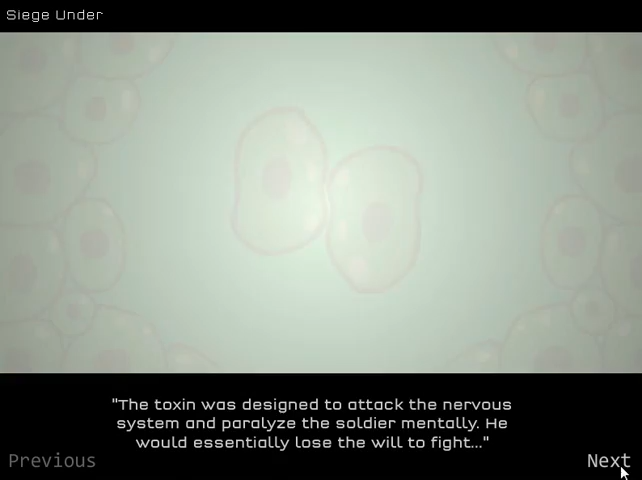 Siege Under
"The toxin was designed to attack the nervous
system and paralyze the soldier mentally. He
would essentially lose the will to fight..."
Previous
Next